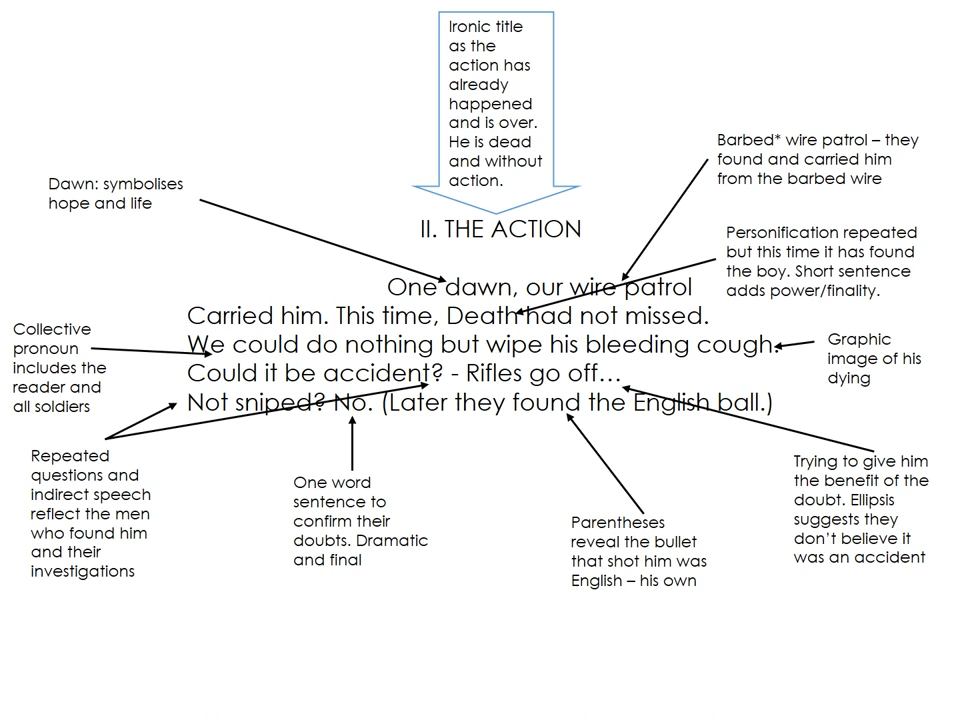 Ironic title
as the
action has
already
happened
and is over.
He is dead
and without
action.
Barbed* wire patrol – they
found and carried him
from the barbed wire
Dawn: symbolises
hope and life
II. THE ACTION
Personification repeated
but this time it has found
the boy. Short sentence
adds power/finality.
One dawn, our wire patrol
Carried him. This time, Death had not missed.
We could do nothing but wipe his bleeding cough.
Could it be accident? - Rifles go off…
Not sniped? No. (Later they found the English ball.)
Collective
pronoun
includes the
reader and
all soldiers
Graphic
image of his
dying
Repeated
questions and
indirect speech
reflect the men
who found him
and their
investigations
One word
sentence to
confirm their
doubts. Dramatic
and final
Parentheses
reveal the bullet
that shot him was
English – his own
Trying to give him
the benefit of the
doubt. Ellipsis
suggests they
don’t believe it
was an accident